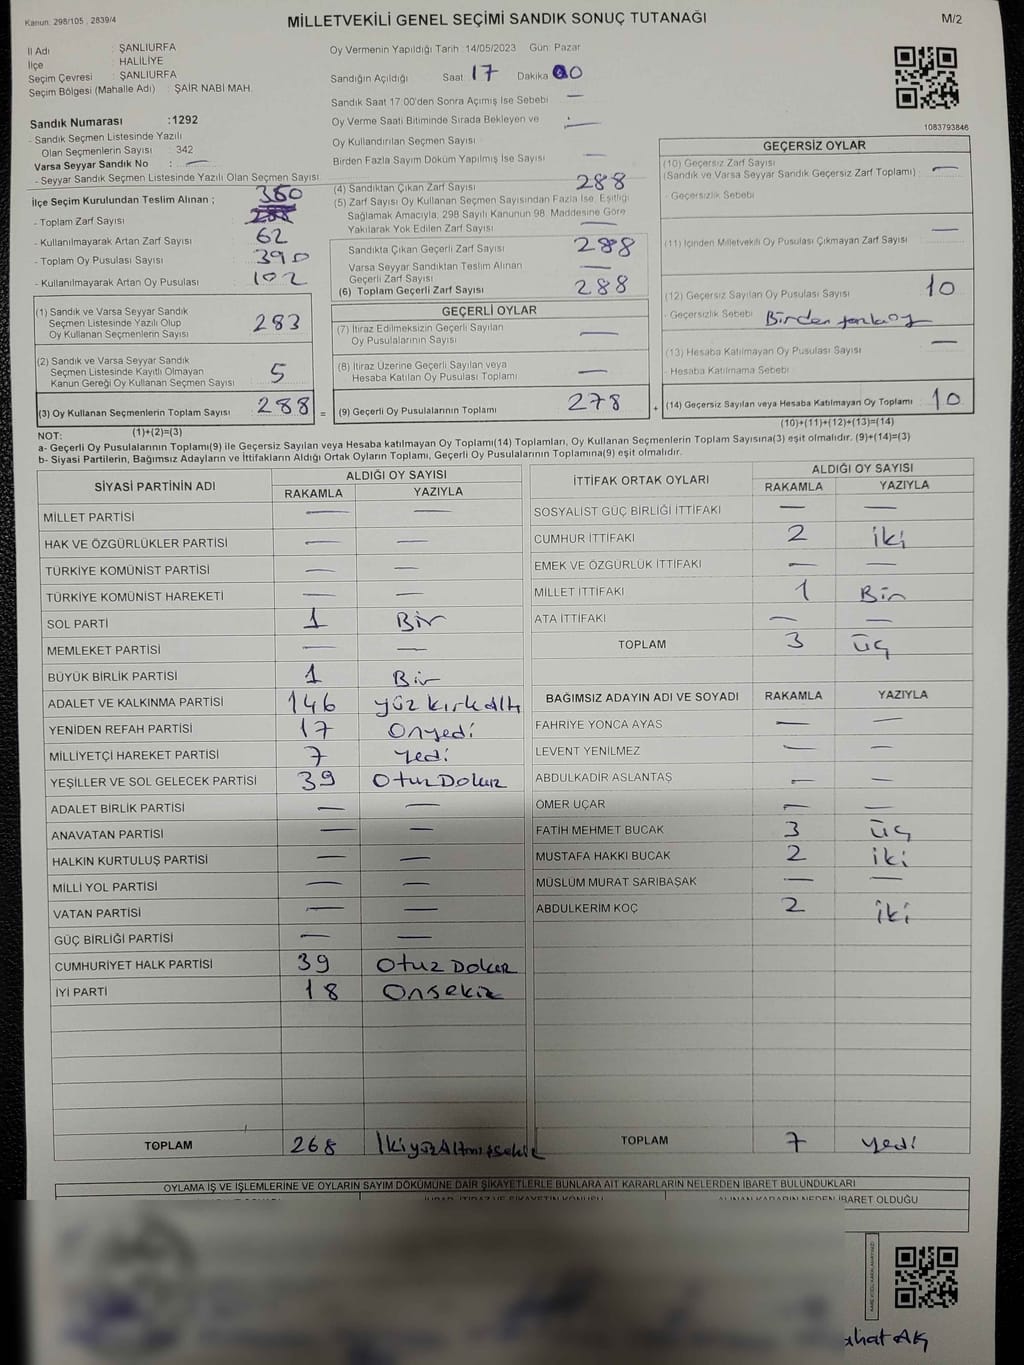 Kanun: 298/105 , 2839/4
MİLLETVEKİLİ GENEL SEÇİMİ SANDIK SONUÇ TUTANAĞI
M/2
İl Adı : ŞANLIURFA
İlçe : HALİLİYE
Seçim Çevresi : ŞANLIURFA
Seçim Bölgesi (Mahalle Adı) : ŞAİR NABİ MAH.
Oy Vermenin Yapıldığı Tarih :14/05/2023 Gün: Pazar
Sandığın Açıldığı Saat 17 Dakika 00
Sandık Saat 17:00'den Sonra Açılmış İse Sebebi —
Oy Verme Saati Bitiminde Sırada Bekleyen ve
Oy Kullandırılan Seçmen Sayısı —
Birden Fazla Sayım Döküm Yapılmış İse Sayısı —
1083793846
Sandık Numarası :1292
- Sandık Seçmen Listesinde Yazılı
Olan Seçmenlerin Sayısı : 342
Varsa Seyyar Sandık No : —
- Seyyar Sandık Seçmen Listesinde Yazılı Olan Seçmen Sayısı
İlçe Seçim Kurulundan Teslim Alınan ;
- Toplam Zarf Sayısı : 350
- Kullanılmayarak Artan Zarf Sayısı : 62
- Toplam Oy Pusulası Sayısı : 390
- Kullanılmayarak Artan Oy Pusulası : 102
(4) Sandıktan Çıkan Zarf Sayısı 288
(5) Zarf Sayısı Oy Kullanan Seçmen Sayısından Fazla İse, Eşitliği
Sağlamak Amacıyla, 298 Sayılı Kanunun 98. Maddesine Göre
Yakılarak Yok Edilen Zarf Sayısı
Sandıkta Çıkan Geçerli Zarf Sayısı 288
Varsa Seyyar Sandıktan Teslim Alınan
Geçerli Zarf Sayısı —
(6) Toplam Geçerli Zarf Sayısı 288
GEÇERSİZ OYLAR
(10) Geçersiz Zarf Sayısı
(Sandık ve Varsa Seyyar Sandık Geçersiz Zarf Toplamı) : —
- Geçersizlik Sebebi :
(11) İçinden Milletvekili Oy Pusulası Çıkmayan Zarf Sayısı —
(12) Geçersiz Sayılan Oy Pusulası Sayısı 10
- Geçersizlik Sebebi : Birden fazla oy
(13) Hesaba Katılmayan Oy Pusulası Sayısı —
- Hesaba Katılmama Sebebi :
(14) Geçersiz Sayılan veya Hesaba Katılmayan Oy Toplamı 10
(10)+(11)+(12)+(13)=(14)
(1) Sandık ve Varsa Seyyar Sandık
Seçmen Listesinde Yazılı Olup
Oy Kullanan Seçmenlerin Sayısı : 283
(2) Sandık ve Varsa Seyyar Sandık
Seçmen Listesinde Kayıtlı Olmayan
Kanun Gereği Oy Kullanan Seçmen Sayısı : 5
(3) Oy Kullanan Seçmenlerin Toplam Sayısı : 288 =
(1)+(2)=(3)
GEÇERLİ OYLAR
(7) İtiraz Edilmeksizin Geçerli Sayılan
Oy Pusulalarının Sayısı —
(8) İtiraz Üzerine Geçerli Sayılan veya
Hesaba Katılan Oy Pusulası Toplamı —
(9) Geçerli Oy Pusulalarının Toplamı 278 +
NOT:
a- Geçerli Oy Pusulalarının Toplamı(9) ile Geçersiz Sayılan veya Hesaba katılmayan Oy Toplamı(14) Toplamları, Oy Kullanan Seçmenlerin Toplam Sayısına(3) eşit olmalıdır. (9)+(14)=(3)
b- Siyasi Partilerin, Bağımsız Adayların ve İttifakların Aldığı Ortak Oyların Toplamı, Geçerli Oy Pusulalarının Toplamına(9) eşit olmalıdır.
SİYASİ PARTİNİN ADI ALDIĞI OY SAYISI
RAKAMLA YAZIYLA
MİLLET PARTİSİ — —
HAK VE ÖZGÜRLÜKLER PARTİSİ — —
TÜRKİYE KOMÜNİST PARTİSİ — —
TÜRKİYE KOMÜNİST HAREKETİ — —
SOL PARTİ 1 Bir
MEMLEKET PARTİSİ — —
BÜYÜK BİRLİK PARTİSİ 1 Bir
ADALET VE KALKINMA PARTİSİ 146 yüz kırk altı
YENİDEN REFAH PARTİSİ 17 Onyedi
MİLLİYETÇİ HAREKET PARTİSİ 7 yedi
YEŞİLLER VE SOL GELECEK PARTİSİ 39 Otuz Dokuz
ADALET BİRLİK PARTİSİ — —
ANAVATAN PARTİSİ — —
HALKIN KURTULUŞ PARTİSİ — —
MİLLİ YOL PARTİSİ — —
VATAN PARTİSİ — —
GÜÇ BİRLİĞİ PARTİSİ — —
CUMHURİYET HALK PARTİSİ 39 Otuz Dokuz
İYİ PARTİ 18 Onsekiz
TOPLAM 268 İkiyüz Altmışsekiz
İTTİFAK ORTAK OYLARI ALDIĞI OY SAYISI
RAKAMLA YAZIYLA
SOSYALİST GÜÇ BİRLİĞİ İTTİFAKI — —
CUMHUR İTTİFAKI 2 iki
EMEK VE ÖZGÜRLÜK İTTİFAKI — —
MİLLET İTTİFAKI 1 Bir
ATA İTTİFAKI — —
TOPLAM 3 üç
BAĞIMSIZ ADAYIN ADI VE SOYADI RAKAMLA YAZIYLA
FAHRİYE YONCA AYAS — —
LEVENT YENİLMEZ — —
ABDULKADİR ASLANTAŞ — —
ÖMER UÇAR — —
FATİH MEHMET BUCAK 3 üç
MUSTAFA HAKKI BUCAK 2 iki
MÜSLÜM MURAT SARIBAŞAK — —
ABDULKERİM KOÇ 2 iki
TOPLAM 7 yedi
OYLAMA İŞ VE İŞLEMLERİNE VE OYLARIN SAYIM DÖKÜMÜNE DAİR ŞİKAYETLERLE BUNLARA AİT KARARLARIN NELERDEN İBARET BULUNDUKLARI
ALINAN KARARIN NEDEN İBARET OLDUĞU